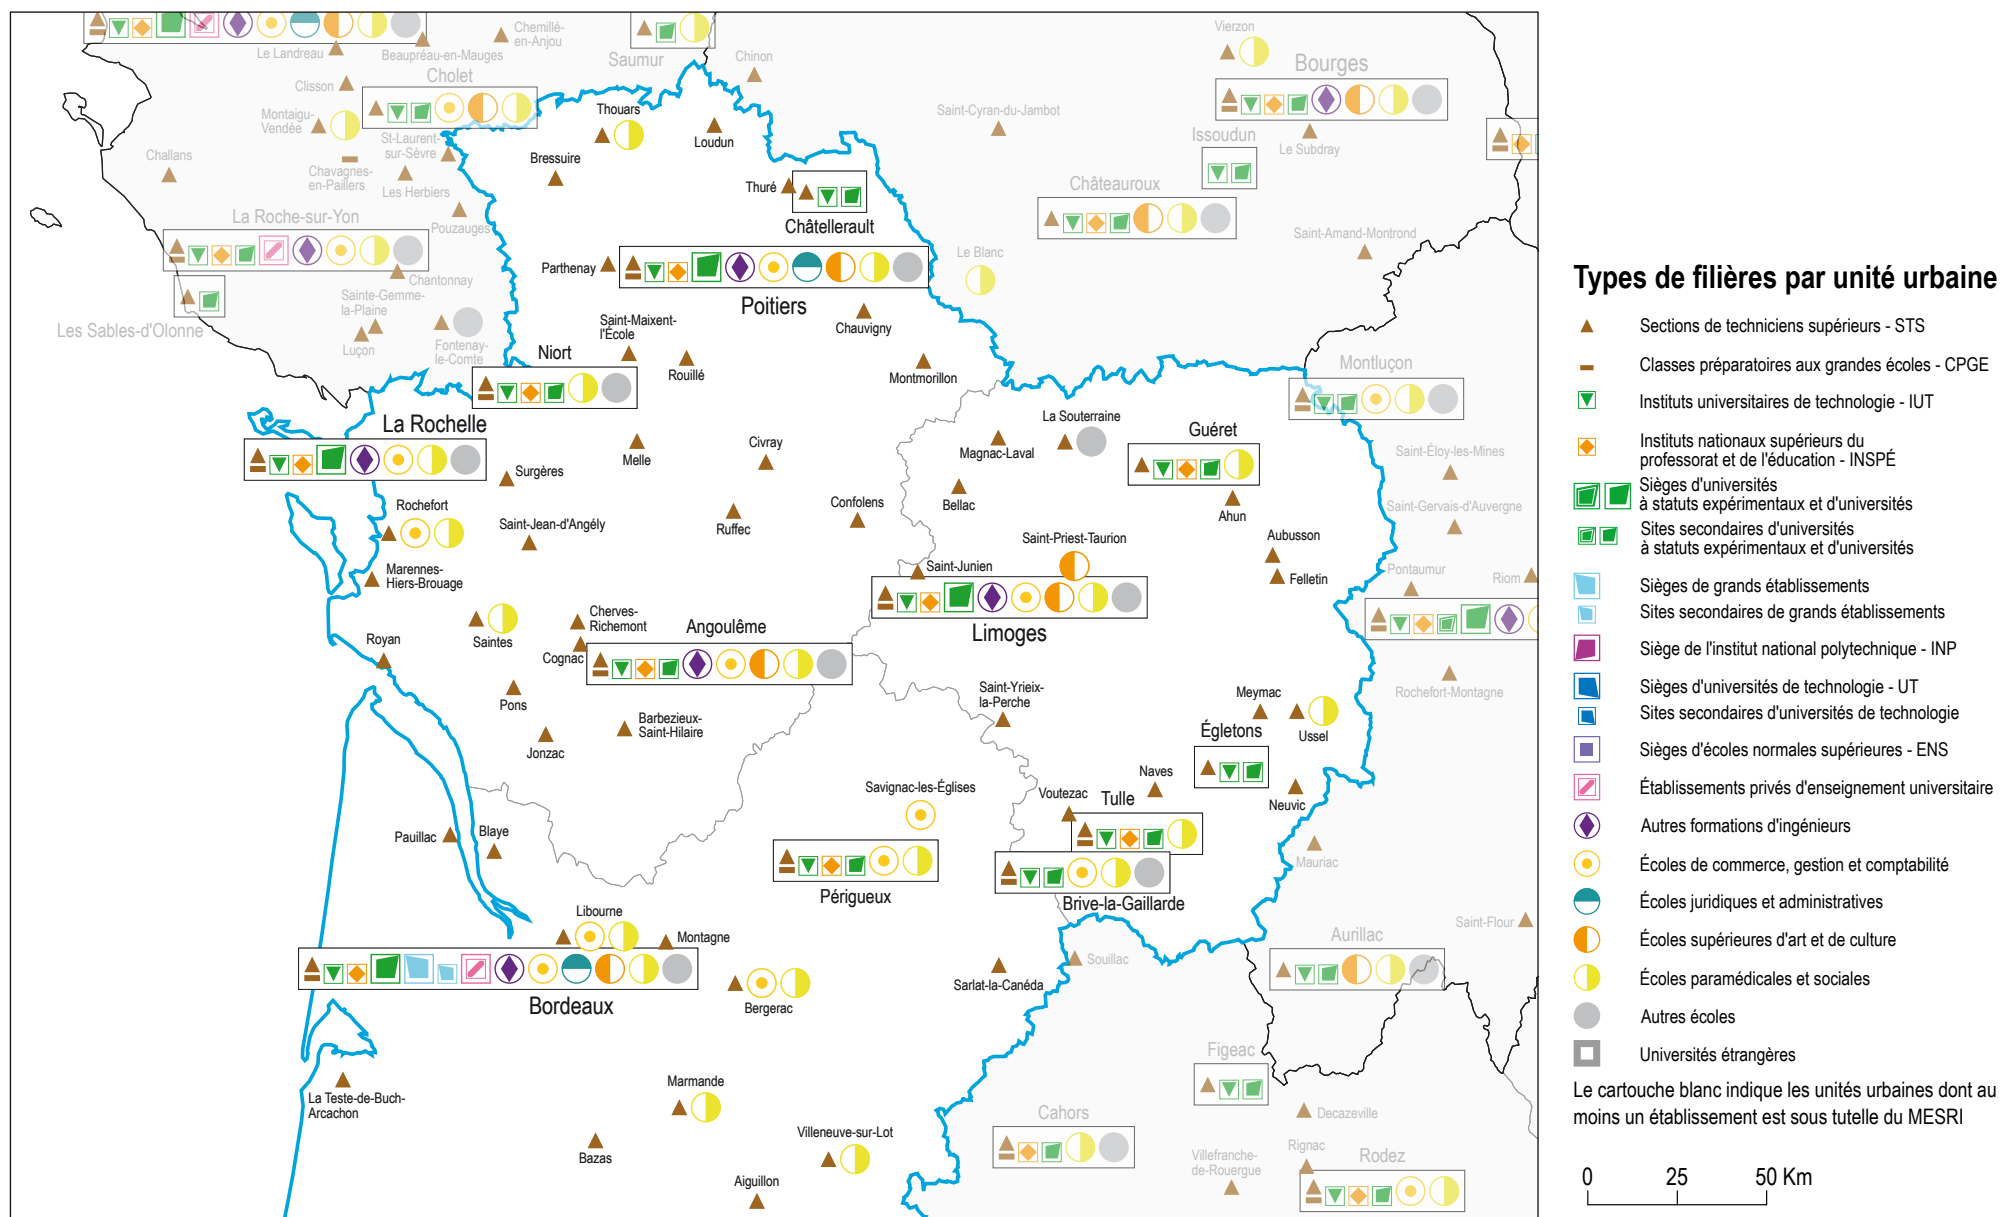 Le Landreau
Beaupréau-en-Mauges
Chemillé-
en-Anjou
Saumur
Chinon
Vierzon
Bourges
Clisson
Cholet
Montaigu-
Vendée
St-Laurent-
sur-Sèvre
Challans
Chavagnes-
en-Paillers
Les Herbiers
Pouzauges
Thouars
Loudun
Bressuire
Saint-Cyran-du-Jambot
Issoudun
Le Subdray
Thuré
Châtellerault
Châteauroux
Saint-Amand-Montrond
La Roche-sur-Yon
Chantonnay
Sainte-Gemme-
la-Plaine
Luçon
Fontenay-
le-Comte
Les Sables-d'Olonne
Parthenay
Poitiers
Le Blanc
Saint-Maixent-
l'École
Chauvigny
Niort
Rouillé
Montmorillon
Montluçon
La Rochelle
La Souterraine
Guéret
Melle
Civray
Magnac-Laval
Surgères
Saint-Éloy-les-Mines
Rochefort
Saint-Jean-d'Angély
Ruffec
Confolens
Bellac
Ahun
Saint-Gervais-d'Auvergne
Saint-Priest-Taurion
Aubusson
Marennes-
Hiers-Brouage
Saint-Junien
Felletin
Pontaumur
Riom
Saintes
Cherves-
Richemont
Angoulême
Limoges
Royan
Cognac
Pons
Saint-Yrieix-
la-Perche
Meymac
Ussel
Rochefort-Montagne
Jonzac
Barbezieux-
Saint-Hilaire
Égletons
Naves
Neuvic
Savignac-les-Églises
Voutezac
Tulle
Pauillac
Blaye
Mauriac
Périgueux
Brive-la-Gaillarde
Libourne
Montagne
Aurillac
Saint-Flour
Souillac
Bordeaux
Bergerac
Sarlat-la-Canéda
Figeac
La Teste-de-Buch-
Arcachon
Marmande
Cahors
Decazeville
Bazas
Villeneuve-sur-Lot
Villefranche-
de-Rouergue
Rignac
Rodez
Aiguillon
Types de filières par unité urbaine
Sections de techniciens supérieurs - STS
Classes préparatoires aux grandes écoles - CPGE
Instituts universitaires de technologie - IUT
Instituts nationaux supérieurs du
professorat et de l'éducation - INSPÉ
Sièges d'universités
à statuts expérimentaux et d'universités
Sites secondaires d'universités
à statuts expérimentaux et d'universités
Sièges de grands établissements
Sites secondaires de grands établissements
Siège de l'institut national polytechnique - INP
Sièges d'universités de technologie - UT
Sites secondaires d'universités de technologie
Sièges d'écoles normales supérieures - ENS
Établissements privés d'enseignement universitaire
Autres formations d'ingénieurs
Écoles de commerce, gestion et comptabilité
Écoles juridiques et administratives
Écoles supérieures d'art et de culture
Écoles paramédicales et sociales
Autres écoles
Universités étrangères
Le cartouche blanc indique les unités urbaines dont au
moins un établissement est sous tutelle du MESRI
0 25 50 Km